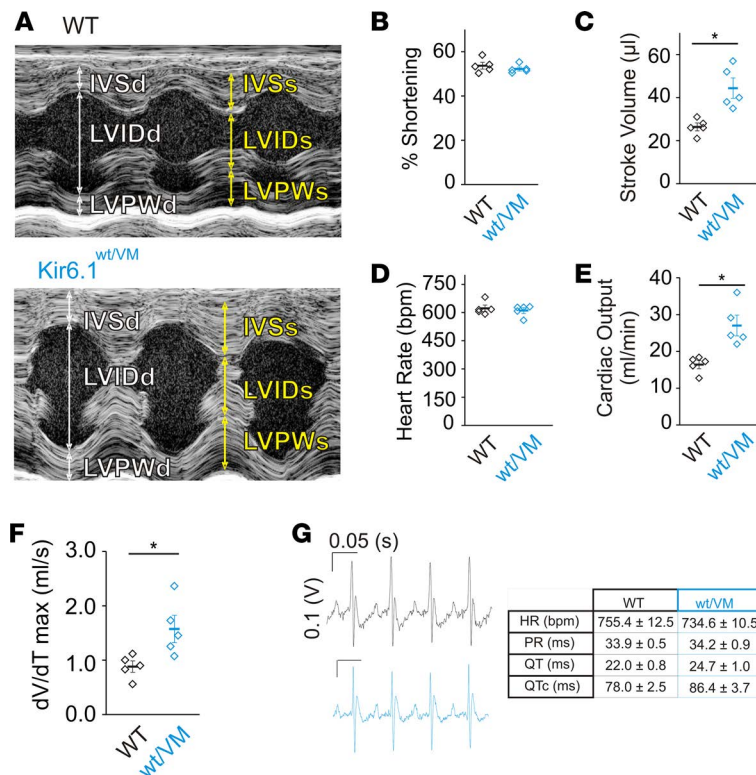 A
WT
IVSd
IVSs
LVIDd
LVIDs
LVPWd
LVPWs
Kir6.1wt/VM
IVSd
IVSs
LVIDd
LVIDs
LVPWs
LVPWd
B
% Shortening
60
40
20
0
WT
wt/VM
C
Stroke Volume (µl)
60
40
20
0
*
WT
wt/VM
D
Heart Rate (bpm)
750
600
450
300
150
0
WT
wt/VM
E
Cardiac Output
(ml/min)
40
30
20
10
0
*
WT
wt/VM
F
dV/dT max (ml/s)
3.0
2.0
1.0
0.0
*
WT
wt/VM
G
0.05 (s)
0.1 (V)
WT wt/VM
HR (bpm) 755.4 ± 12.5 734.6 ± 10.5
PR (ms) 33.9 ± 0.5 34.2 ± 0.9
QT (ms) 22.0 ± 0.8 24.7 ± 1.0
QTc (ms) 78.0 ± 2.5 86.4 ± 3.7